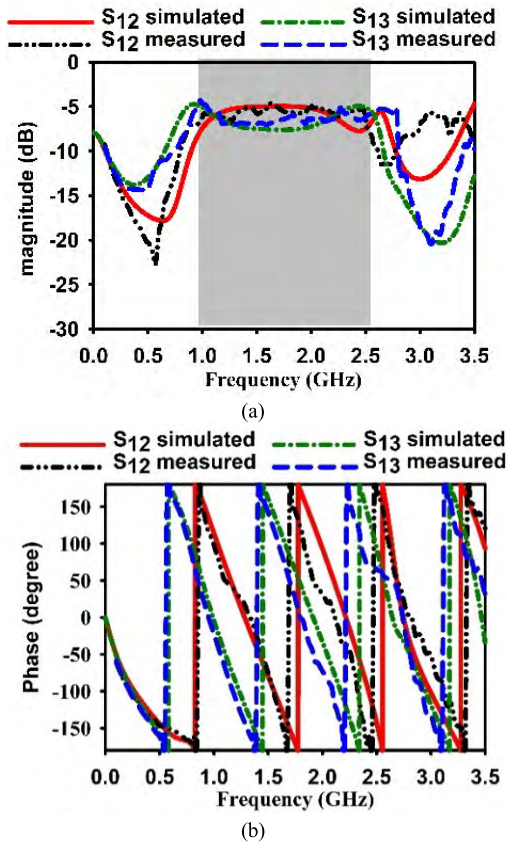 S12 simulated S13 simulated
S12 measured S13 measured
magnitude (dB)
0
-5
-10
-15
-20
-25
-30
0.0 0.5 1.0 1.5 2.0 2.5 3.0 3.5
Frequency (GHz)
(a)
S12 simulated S13 simulated
S12 measured S13 measured
Phase (degree)
150
100
50
0
-50
-100
-150
0.0 0.5 1.0 1.5 2.0 2.5 3.0 3.5
Frequency (GHz)
(b)